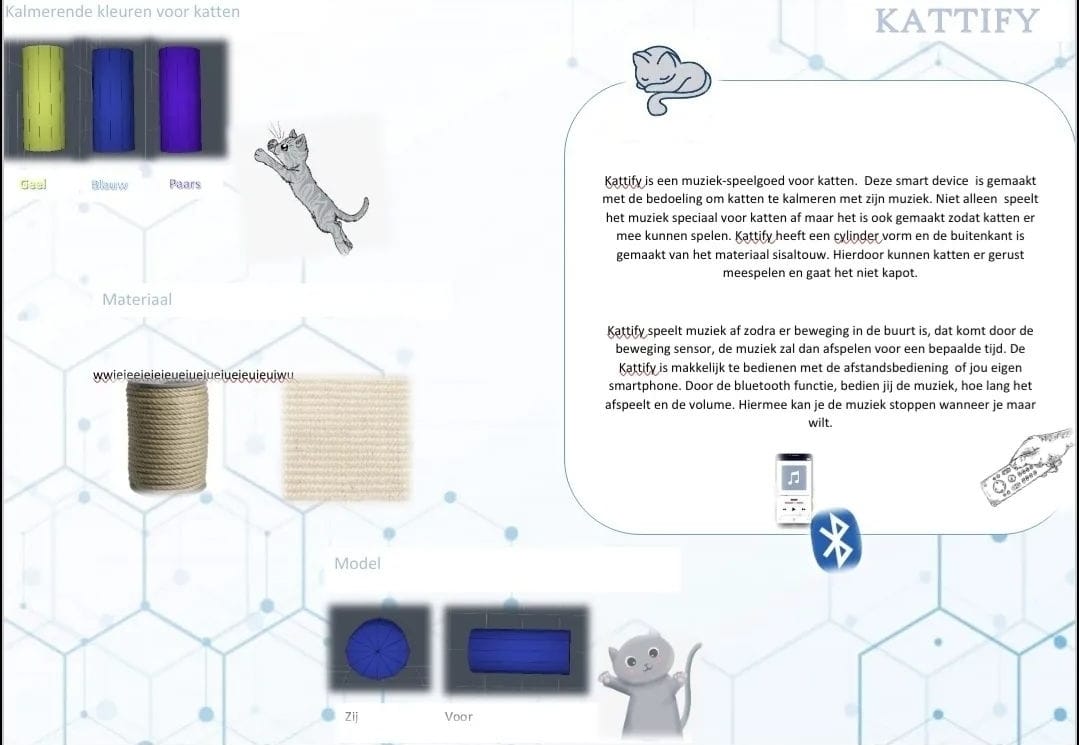 Kalmerende kleuren voor katten
KATTIFY
Geel
Blauw
Paars
Kattify is een muziek-speelgoed voor katten. Deze smart device is gemaakt
met de bedoeling om katten te kalmeren met zijn muziek. Niet alleen speelt
het muziek speciaal voor katten af maar het is ook gemaakt zodat katten er
mee kunnen spelen. Kattify heeft een cylinder vorm en de buitenkant is
gemaakt van het materiaal sisaltouw. Hierdoor kunnen katten er gerust
meespelen en gaat het niet kapot.
Kattify speelt muziek af zodra er beweging in de buurt is, dat komt door de
beweging sensor, de muziek zal dan afspelen voor een bepaalde tijd. De
Kattify is makkelijk te bedienen met de afstandsbediening of jou eigen
smartphone. Door de bluetooth functie, bedien jij de muziek, hoe lang het
afspeelt en de volume. Hiermee kan je de muziek stoppen wanneer je maar
wilt.
Materiaal
Model
Zij
Voor